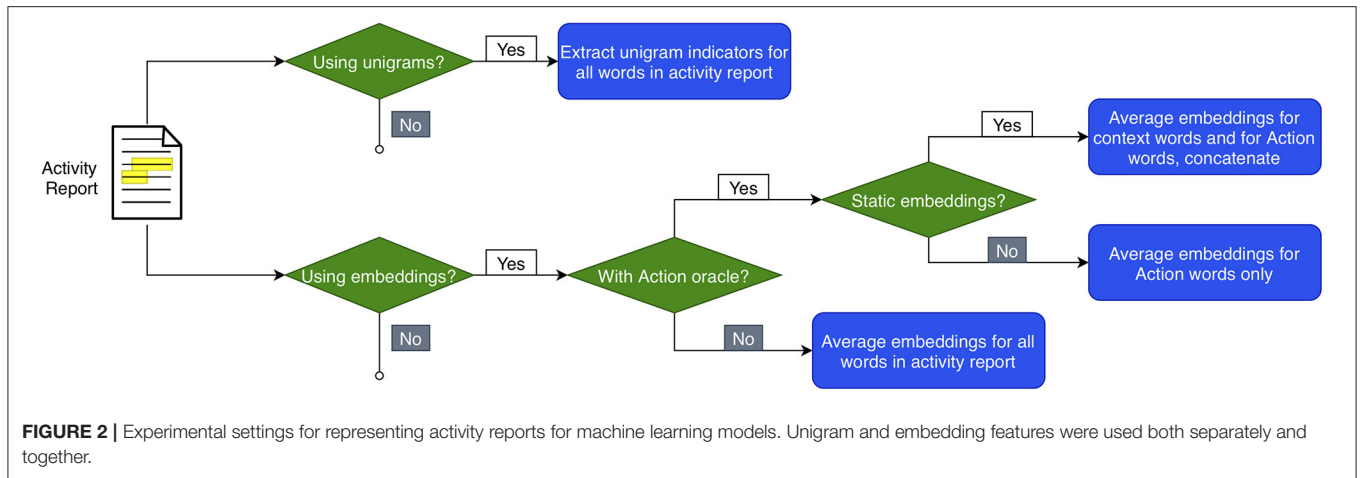 Using unigrams?
Yes
Extract unigram indicators for
all words in activity report
No
Activity
Report
Yes
Average embeddings for
context words and for Action
words, concatenate
Yes
Static embeddings?
No
Average embeddings for
Action words only
Using embeddings?
Yes
With Action oracle?
No
No
Average embeddings for all
words in activity report
FIGURE 2 | Experimental settings for representing activity reports for machine learning models. Unigram and embedding features were used both separately and
together.